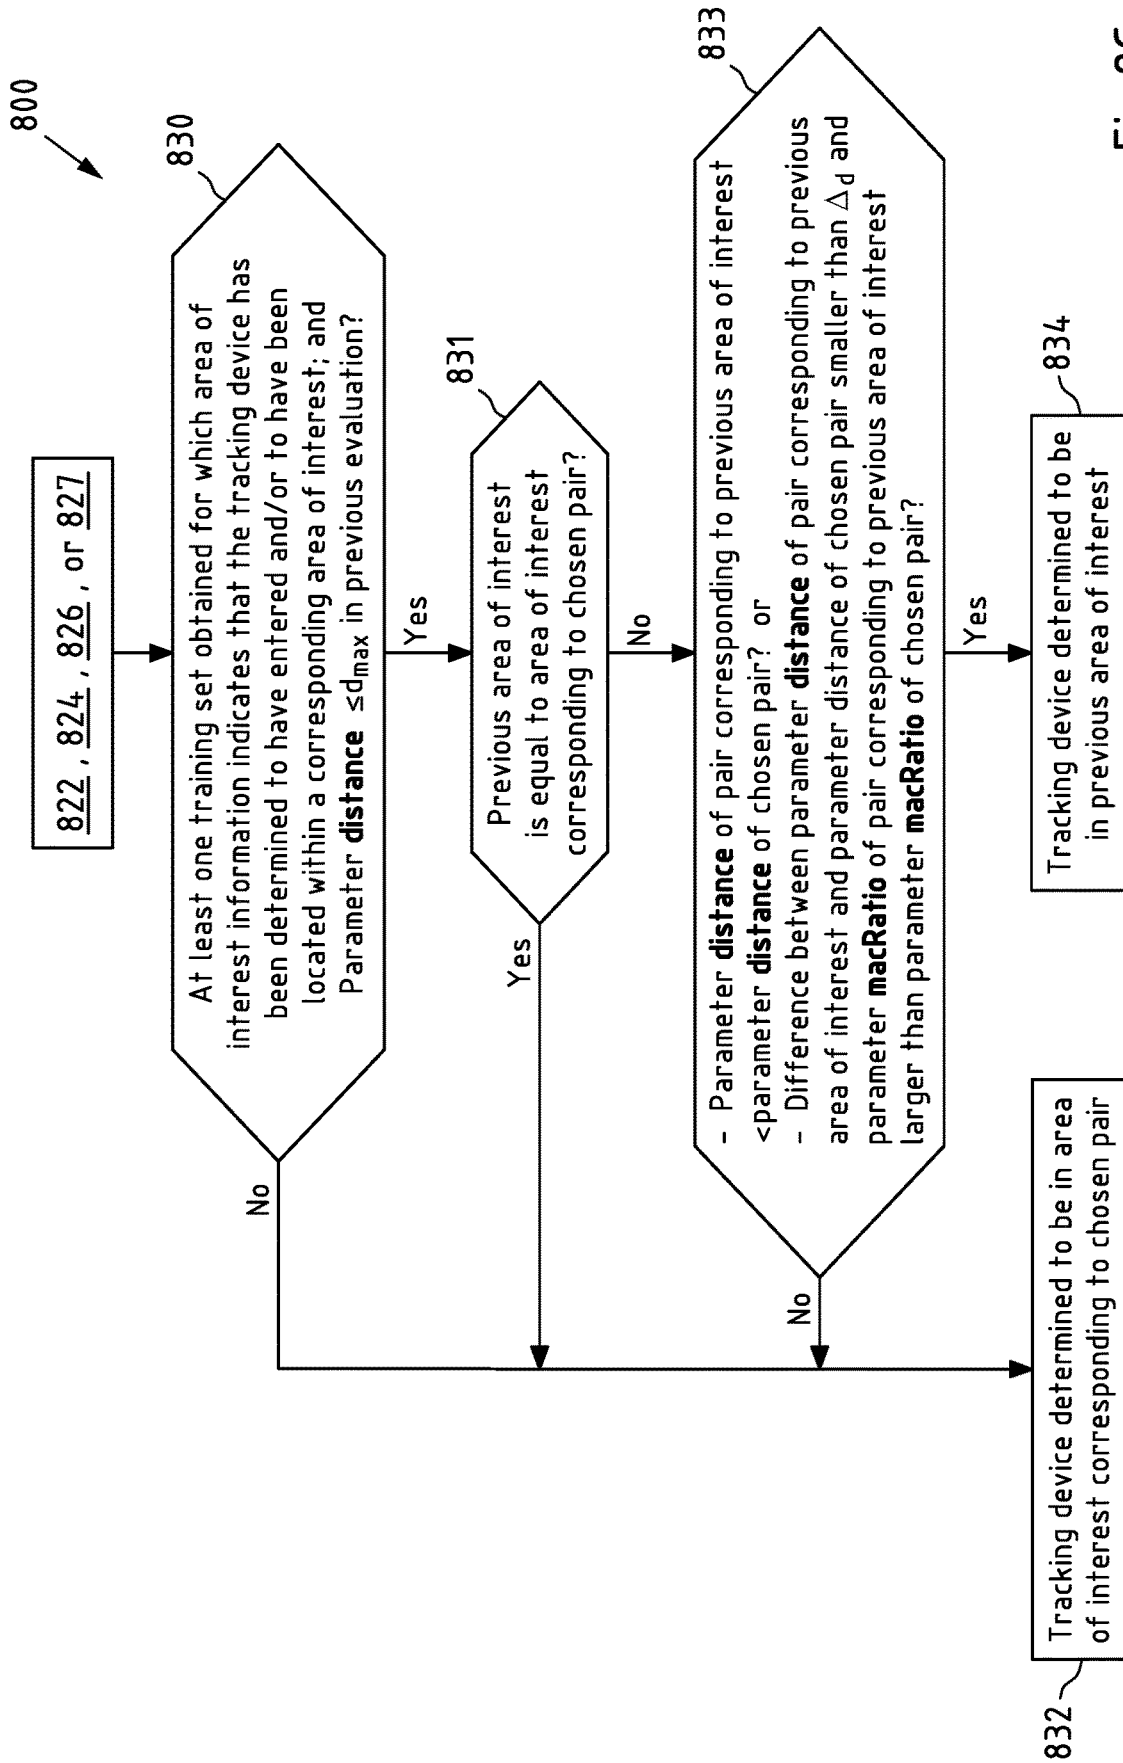 800
822, 824, 826, or 827
830
At least one training set obtained for which area of
interest information indicates that the tracking device has
been determined to have entered and/or to have been
located within a corresponding area of interest; and
Parameter distance ≤dmax in previous evaluation?
No
Yes
831
Previous area of interest
is equal to area of interest
corresponding to chosen pair?
Yes
No
833
- Parameter distance of pair corresponding to previous area of interest
<parameter distance of chosen pair? or
- Difference between parameter distance of pair corresponding to previous
area of interest and parameter distance of chosen pair smaller than Δd and
parameter macRatio of pair corresponding to previous area of interest
larger than parameter macRatio of chosen pair?
No
Yes
832
Tracking device determined to be in area
of interest corresponding to chosen pair
834
Tracking device determined to be
in previous area of interest